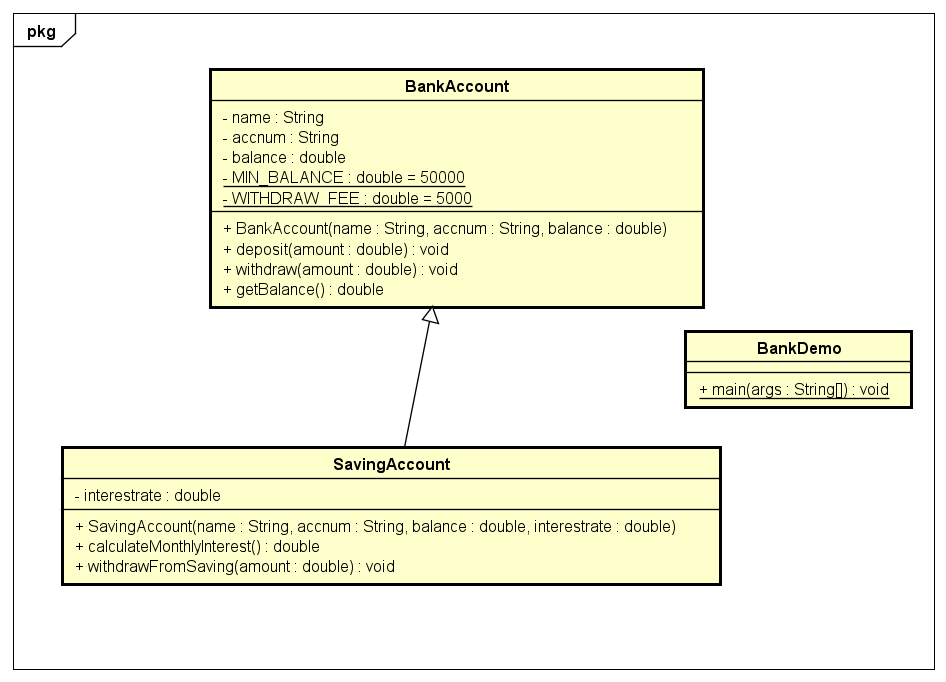 pkg
BankAccount
- name : String
- accnum : String
- balance : double
- MIN_BALANCE : double = 50000
- WITHDRAW_FEE : double = 5000
+ BankAccount(name : String, accnum : String, balance : double)
+ deposit(amount : double) : void
+ withdraw(amount : double) : void
+ getBalance() : double
BankDemo
+ main(args : String[]) : void
SavingAccount
- interestrate : double
+ SavingAccount(name : String, accnum : String, balance : double, interestrate : double)
+ calculateMonthlyInterest() : double
+ withdrawFromSaving(amount : double) : void